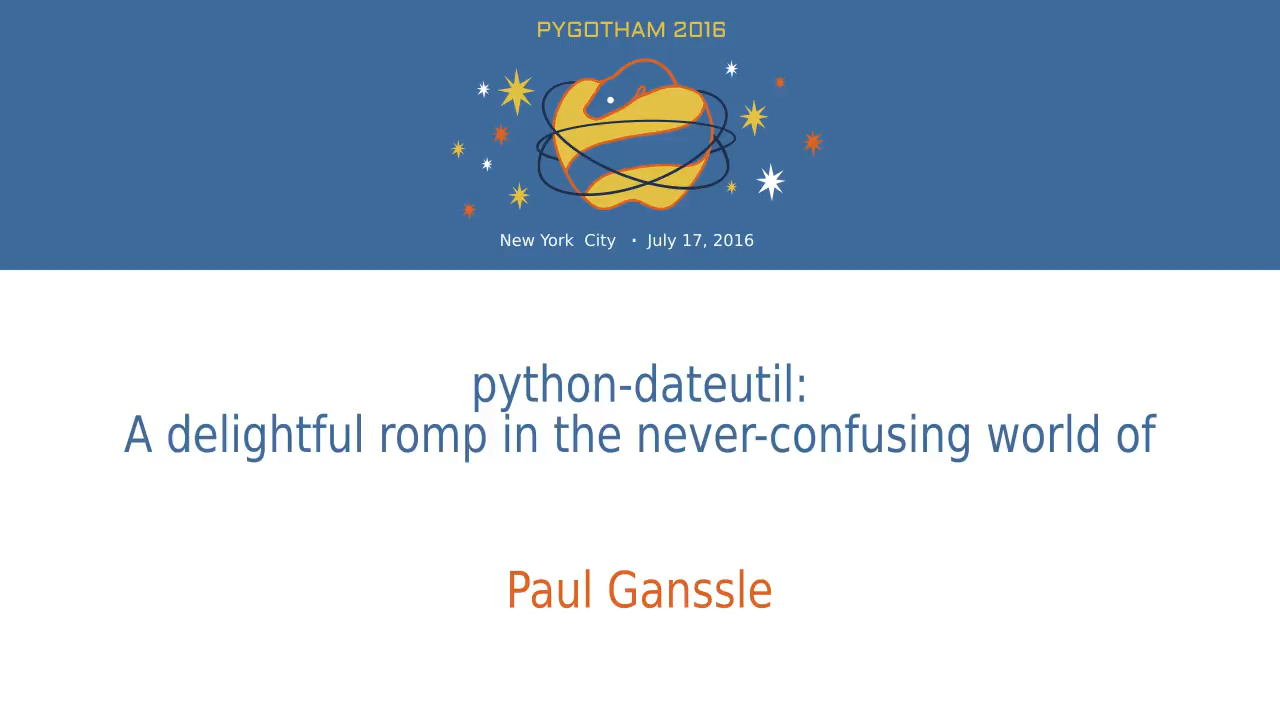 PYGOTHAM 2016
New York City · July 17, 2016
python-dateutil:
A delightful romp in the never-confusing world of
Paul Ganssle